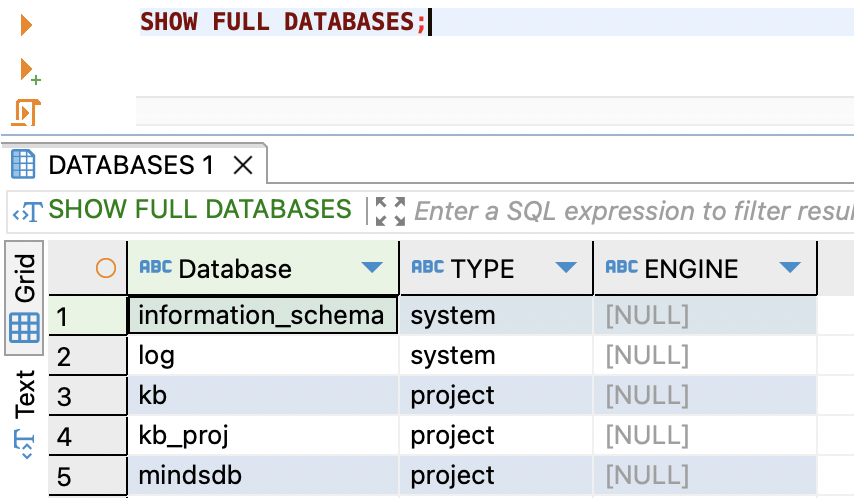 SHOW FULL DATABASES;
DATABASES 1
SHOW FULL DATABASES Enter a SQL expression to filter resu
Grid
Text
ABC Database ABC TYPE ABC ENGINE
1 information_schema system [NULL]
2 log system [NULL]
3 kb project [NULL]
4 kb_proj project [NULL]
5 mindsdb project [NULL]